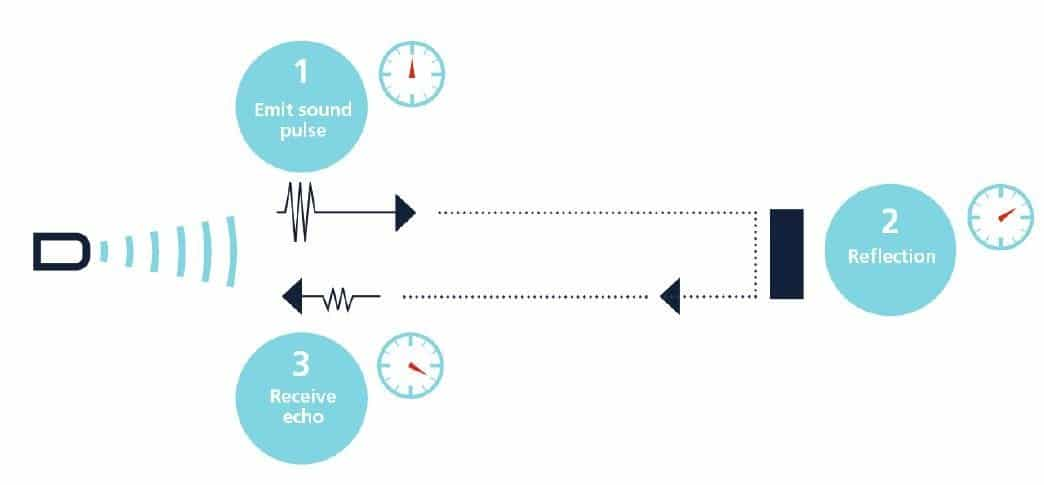 1
Emit sound
pulse
2
Reflection
3
Receive
echo